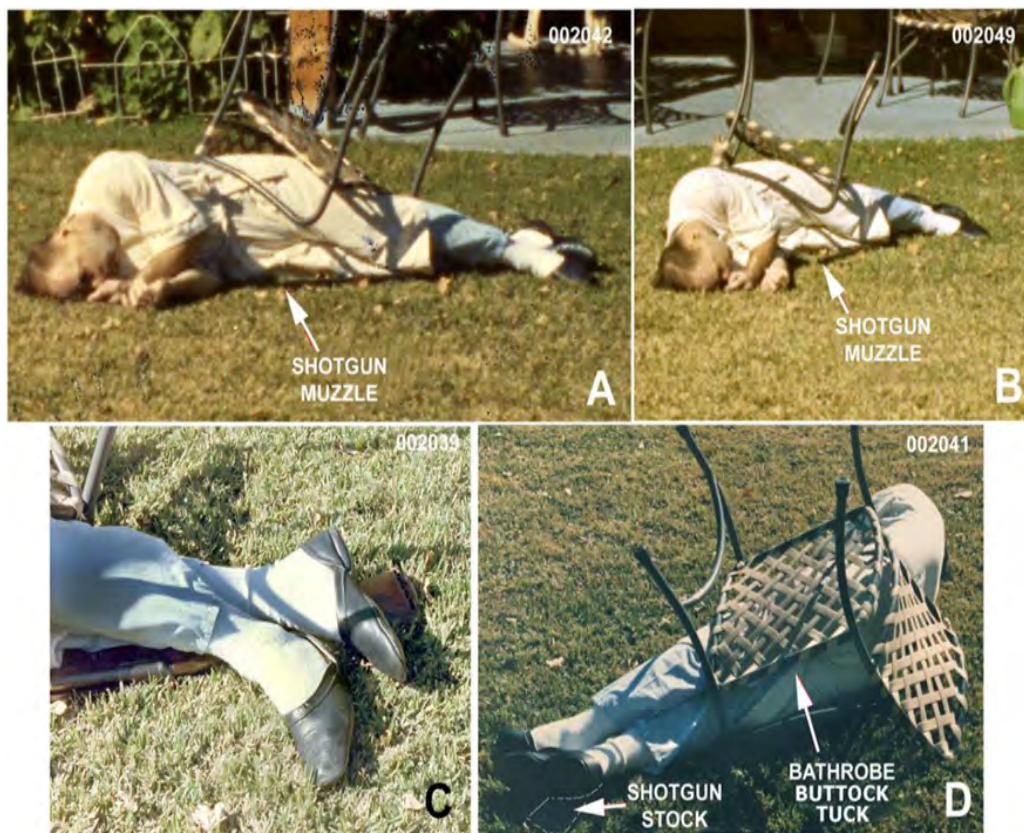 002042
002049
SHOTGUN
MUZZLE
A
SHOTGUN
MUZZLE
B
002039
002041
C
SHOTGUN
STOCK
BATHROBE
BUTTOCK
TUCK
D